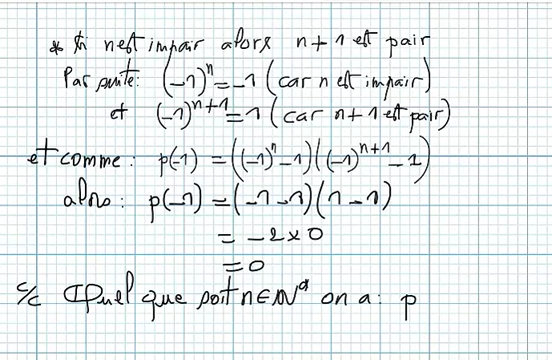 * Si n est impair alors n + 1 est pair
Par suite: (-1)^n = -1 (car n est impair)
et (-1)^{n+1} = 1 (car n+1 est pair)
et comme: p(-1) = ((-1)^n - 1)((-1)^{n+1} - 1)
alors: p(-1) = (-1 - 1)(1 - 1)
= -2 × 0
= 0
C/C Quel que soit n ∈ ℕ* on a: p